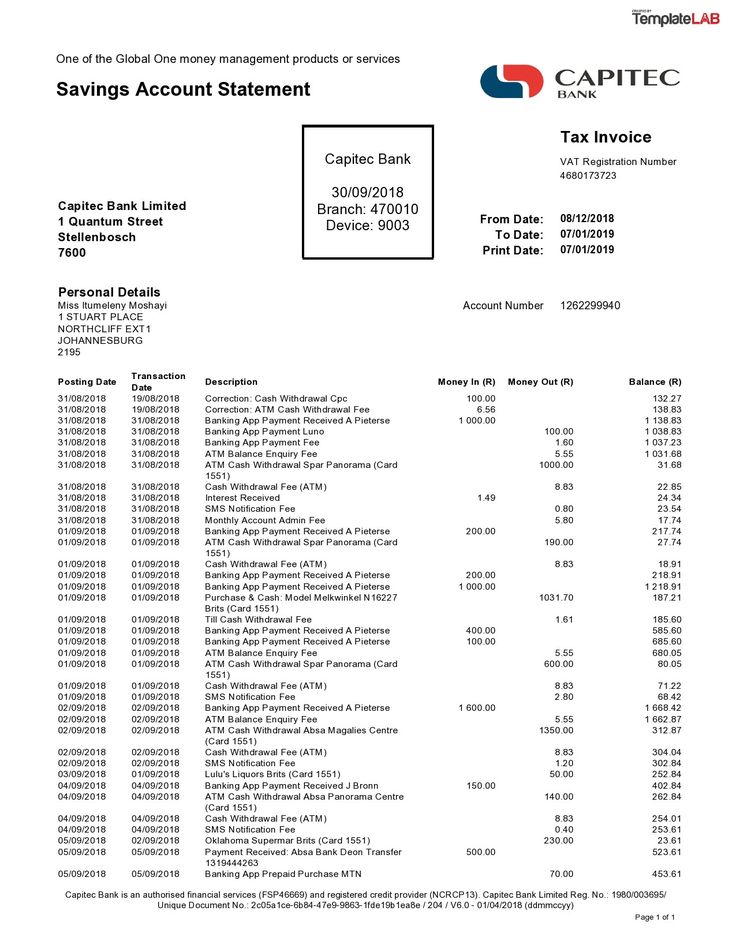 CREATED BY
TemplateLAB
One of the Global One money management products or services
Savings Account Statement
CAPITEC
BANK
Tax Invoice
VAT Registration Number
4680173723
Capitec Bank
30/09/2018
Branch: 470010
Device: 9003
Capitec Bank Limited
1 Quantum Street
Stellenbosch
7600
From Date: 08/12/2018
To Date: 07/01/2019
Print Date: 07/01/2019
Personal Details
Miss Itumeleny Moshayi
1 STUART PLACE
NORTHCLIFF EXT1
JOHANNESBURG
2195
Account Number 1262299940
Posting Date Transaction Date Description Money In (R) Money Out (R) Balance (R)
31/08/2018 19/08/2018 Correction: Cash Withdrawal Cpc 100.00 132.27
31/08/2018 19/08/2018 Correction: ATM Cash Withdrawal Fee 6.56 138.83
31/08/2018 31/08/2018 Banking App Payment Received A Pieterse 1 000.00 1 138.83
31/08/2018 31/08/2018 Banking App Payment Luno 100.00 1 038.83
31/08/2018 31/08/2018 Banking App Payment Fee 1.60 1 037.23
31/08/2018 31/08/2018 ATM Balance Enquiry Fee 5.55 1 031.68
31/08/2018 31/08/2018 ATM Cash Withdrawal Spar Panorama (Card 1000.00 31.68
1551)
31/08/2018 31/08/2018 Cash Withdrawal Fee (ATM) 8.83 22.85
31/08/2018 31/08/2018 Interest Received 1.49 24.34
31/08/2018 31/08/2018 SMS Notification Fee 0.80 23.54
31/08/2018 31/08/2018 Monthly Account Admin Fee 5.80 17.74
01/09/2018 01/09/2018 Banking App Payment Received A Pieterse 200.00 217.74
01/09/2018 01/09/2018 ATM Cash Withdrawal Spar Panorama (Card 190.00 27.74
1551)
01/09/2018 01/09/2018 Cash Withdrawal Fee (ATM) 8.83 18.91
01/09/2018 01/09/2018 Banking App Payment Received A Pieterse 200.00 218.91
01/09/2018 01/09/2018 Banking App Payment Received A Pieterse 1 000.00 1 218.91
01/09/2018 01/09/2018 Purchase & Cash: Model Melkwinkel N16227 1031.70 187.21
Brits (Card 1551)
01/09/2018 01/09/2018 Till Cash Withdrawal Fee 1.61 185.60
01/09/2018 01/09/2018 Banking App Payment Received A Pieterse 400.00 585.60
01/09/2018 01/09/2018 Banking App Payment Received A Pieterse 100.00 685.60
01/09/2018 01/09/2018 ATM Balance Enquiry Fee 5.55 680.05
01/09/2018 01/09/2018 ATM Cash Withdrawal Spar Panorama (Card 600.00 80.05
1551)
01/09/2018 01/09/2018 Cash Withdrawal Fee (ATM) 8.83 71.22
01/09/2018 01/09/2018 SMS Notification Fee 2.80 68.42
02/09/2018 02/09/2018 Banking App Payment Received A Pieterse 1 600.00 1 668.42
02/09/2018 02/09/2018 ATM Balance Enquiry Fee 5.55 1 662.87
02/09/2018 02/09/2018 ATM Cash Withdrawal Absa Magalies Centre 1350.00 312.87
(Card 1551)
02/09/2018 02/09/2018 Cash Withdrawal Fee (ATM) 8.83 304.04
02/09/2018 02/09/2018 SMS Notification Fee 1.20 302.84
03/09/2018 01/09/2018 Lulu's Liquors Brits (Card 1551) 50.00 252.84
04/09/2018 04/09/2018 Banking App Payment Received J Bronn 150.00 402.84
04/09/2018 04/09/2018 ATM Cash Withdrawal Absa Panorama Centre 140.00 262.84
(Card 1551)
04/09/2018 04/09/2018 Cash Withdrawal Fee (ATM) 8.83 254.01
04/09/2018 04/09/2018 SMS Notification Fee 0.40 253.61
05/09/2018 02/09/2018 Oklahoma Supermar Brits (Card 1551) 230.00 23.61
05/09/2018 05/09/2018 Payment Received: Absa Bank Deon Transfer 500.00 523.61
1319444263
05/09/2018 05/09/2018 Banking App Prepaid Purchase MTN 70.00 453.61
Capitec Bank is an authorised financial services (FSP46669) and registered credit provider (NCRCP13). Capitec Bank Limited Reg. No.: 1980/003695/
Unique Document No.: 2c05a1ce-6b84-47e9-9863-1fde19b1ea8e / 204 / V6.0 - 01/04/2018 (ddmmccyy)
Page 1 of 1